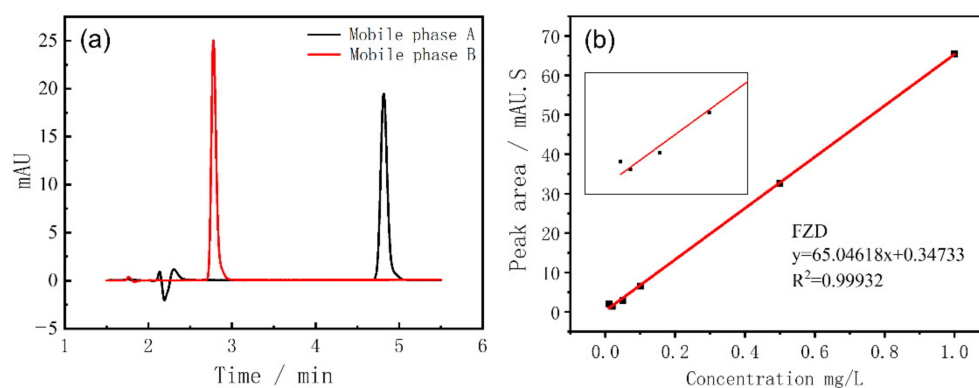 (a)
Mobile phase A
Mobile phase B
25
20
15
10
5
0
−5
mAU
1 2 3 4 5 6
Time / min
(b)
70
60
50
40
30
20
10
0
Peak area / mAU.S
FZD
y=65.04618x+0.34733
R²=0.99932
0.0 0.2 0.4 0.6 0.8 1.0
Concentration mg/L